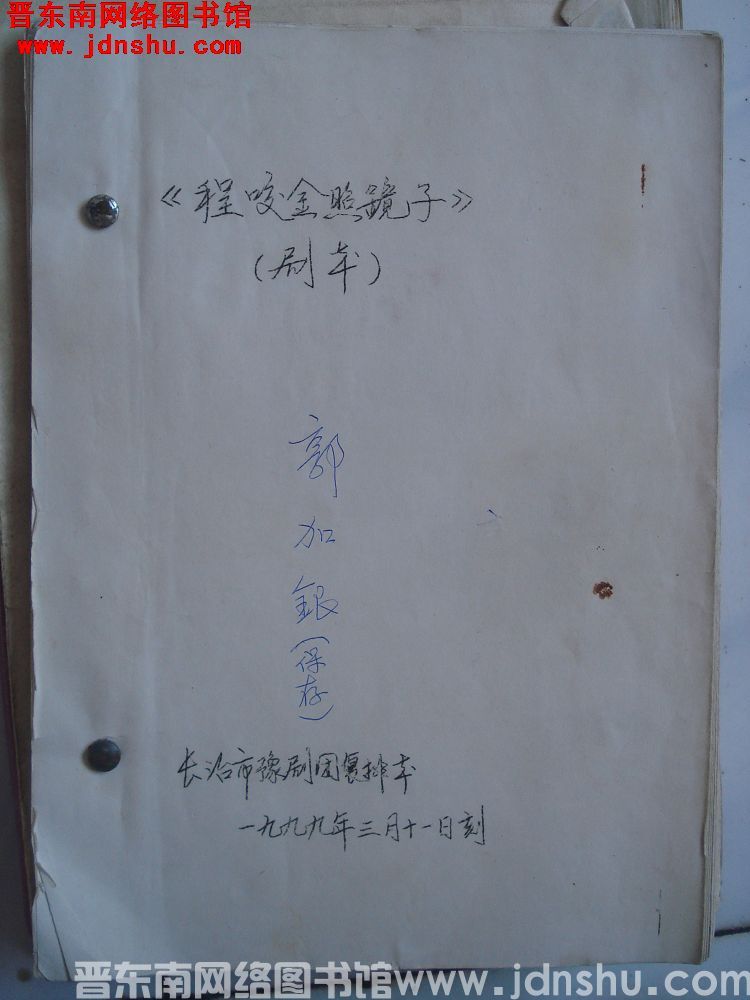 晋东南网络图书馆
www.jdnshu.com
《程咬金照鏡子》
(剧本)
郭
加
銀
(保
存)
长治市豫剧团复排本
一九九九年三月十一日刻
晋东南网络图书馆www.jdnshu.com